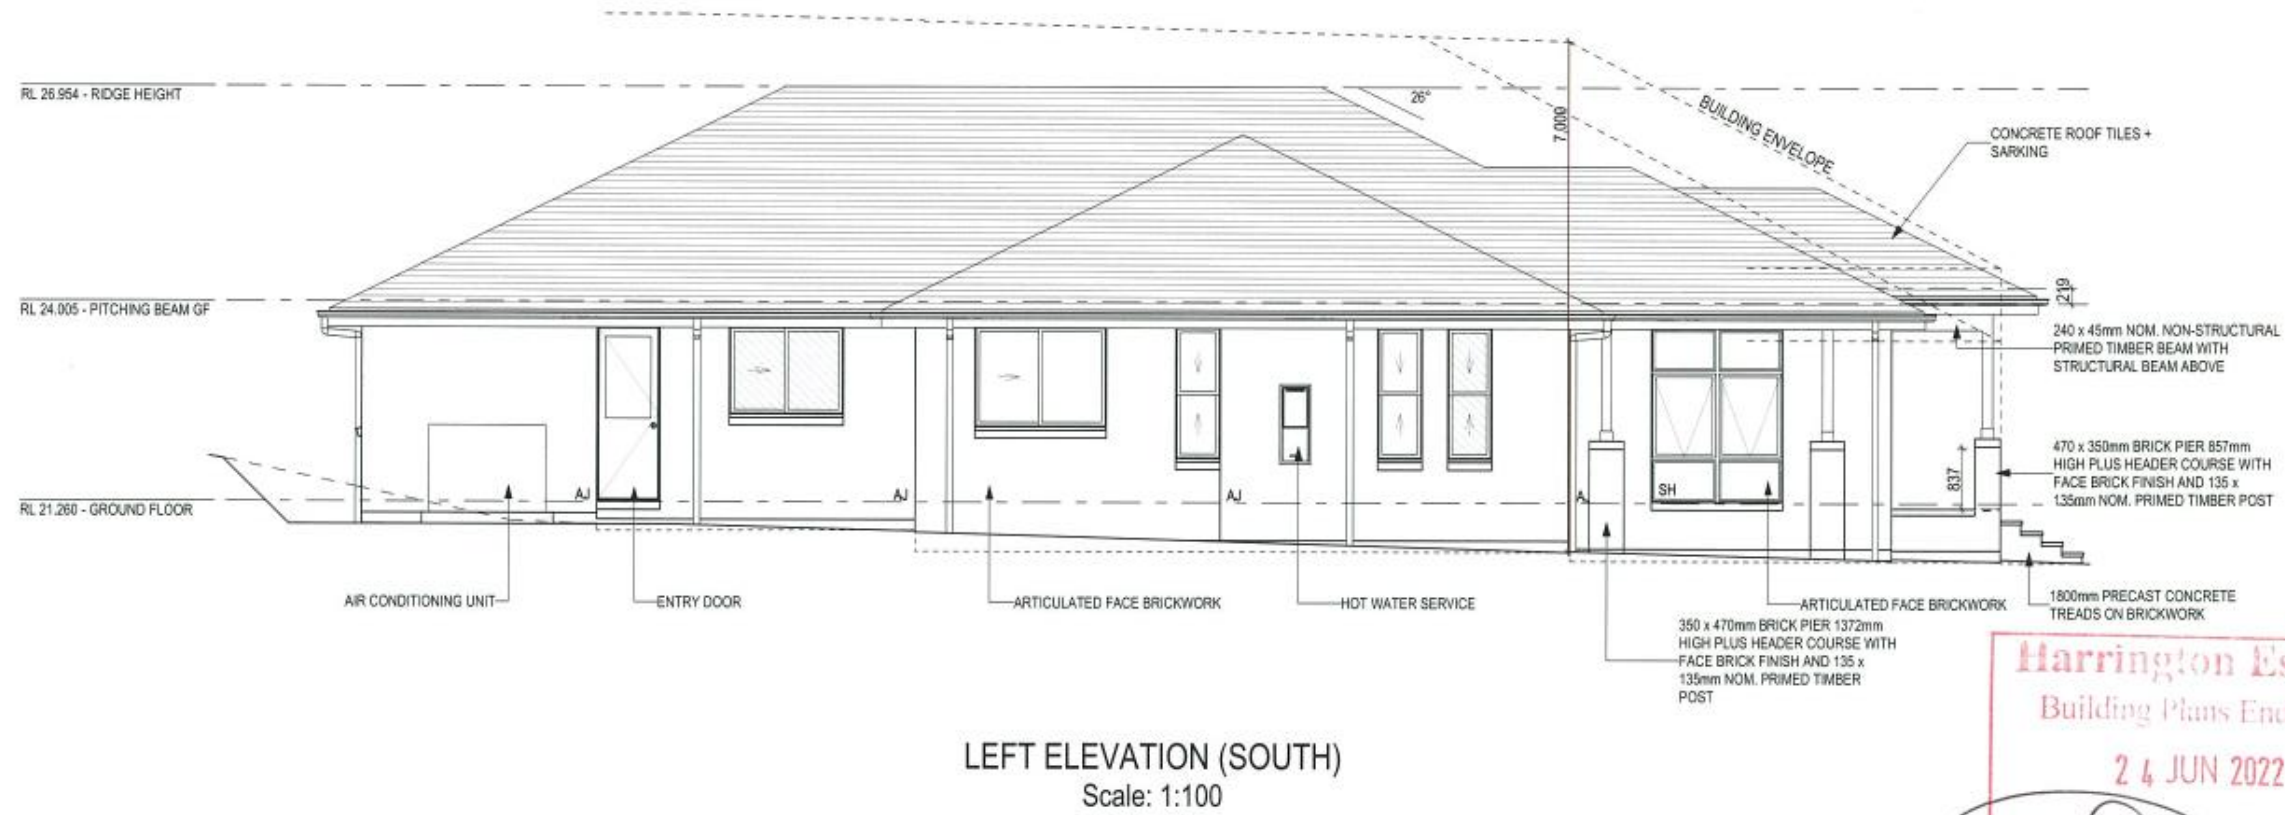 RL 26.954 - RIDGE HEIGHT
26°
7,000
BUILDING ENVELOPE
CONCRETE ROOF TILES +
SARKING
RL 24.005 - PITCHING BEAM GF
219
240 x 45mm NOM. NON-STRUCTURAL
PRIMED TIMBER BEAM WITH
STRUCTURAL BEAM ABOVE
470 x 350mm BRICK PIER 857mm
HIGH PLUS HEADER COURSE WITH
FACE BRICK FINISH AND 135 x
135mm NOM. PRIMED TIMBER POST
837
RL 21.260 - GROUND FLOOR
AJ
AJ
AJ
A
SH
AIR CONDITIONING UNIT
ENTRY DOOR
ARTICULATED FACE BRICKWORK
HOT WATER SERVICE
ARTICULATED FACE BRICKWORK
1800mm PRECAST CONCRETE
TREADS ON BRICKWORK
350 x 470mm BRICK PIER 1372mm
HIGH PLUS HEADER COURSE WITH
FACE BRICK FINISH AND 135 x
135mm NOM. PRIMED TIMBER
POST
Harrington Es
Building Plans End
24 JUN 2022
LEFT ELEVATION (SOUTH)
Scale: 1:100